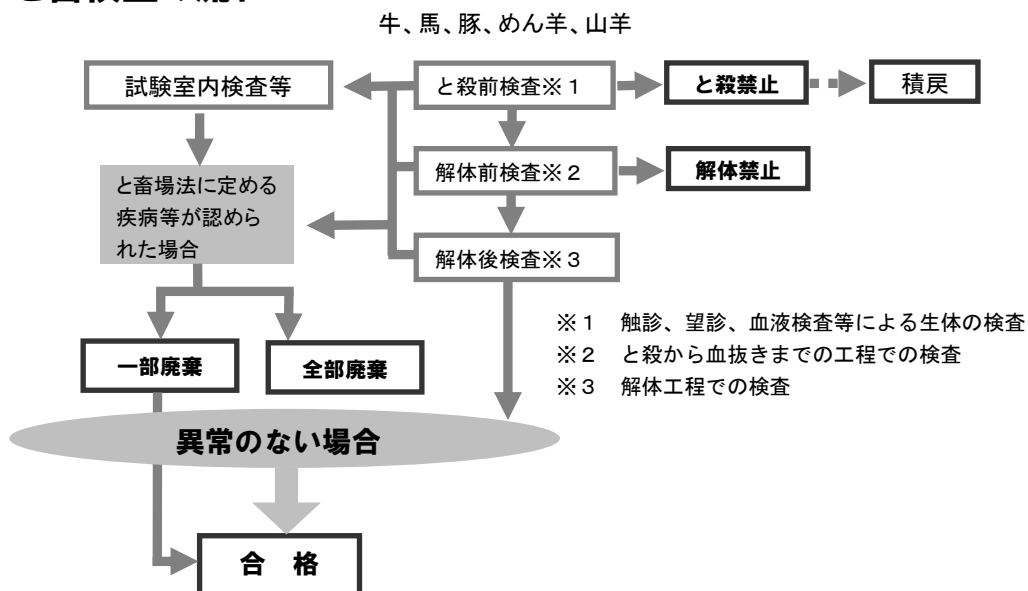 牛、馬、豚、めん羊、山羊
試験室内検査等
と殺前検査※1
と殺禁止
積戻
解体前検査※2
解体禁止
と畜場法に定める
疾病等が認めら
れた場合
解体後検査※3
※1 触診、望診、血液検査等による生体の検査
※2 と殺から血抜きまでの工程での検査
※3 解体工程での検査
一部廃棄
全部廃棄
異常のない場合
合 格